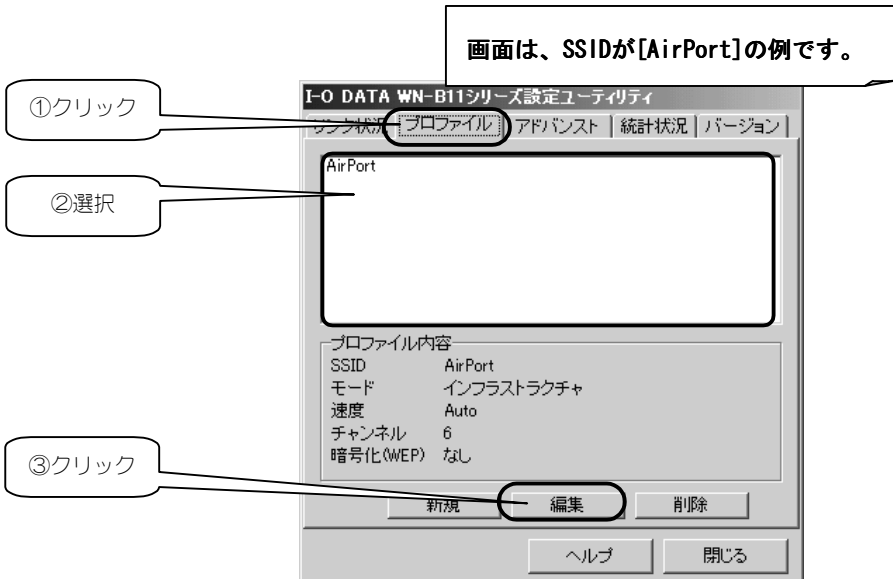 画面は、SSIDが[AirPort]の例です。
①クリック
I-O DATA WN-B11シリーズ設定ユーティリティ
リンク状況 プロファイル アドバンスト 統計状況 バージョン
AirPort
②選択
プロファイル内容
SSID AirPort
モード インフラストラクチャ
速度 Auto
チャンネル 6
暗号化(WEP) なし
③クリック
新規 編集 削除
ヘルプ 閉じる